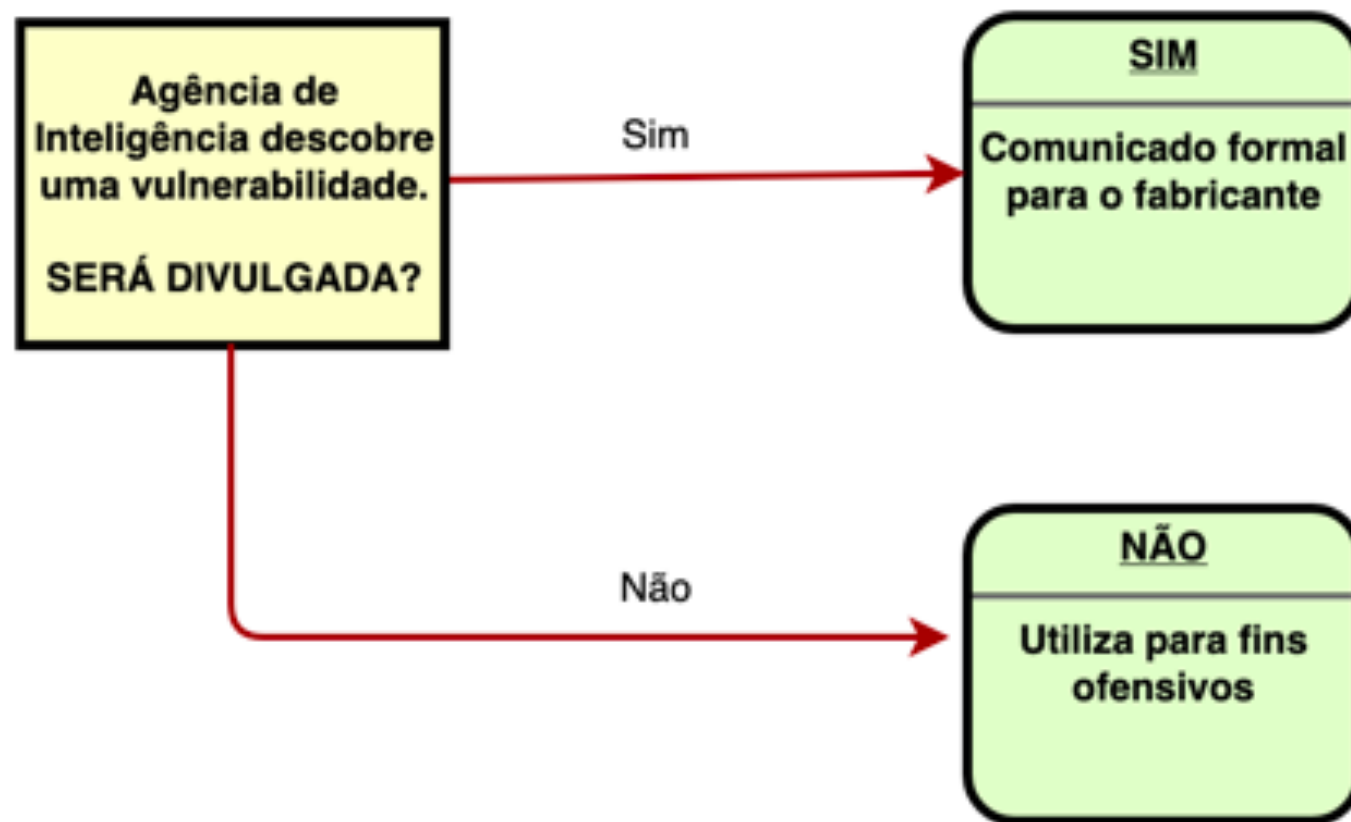 Agência de
Inteligência descobre
uma vulnerabilidade.
SERÁ DIVULGADA?
Sim
SIM
Comunicado formal
para o fabricante
Não
NÃO
Utiliza para fins
ofensivos